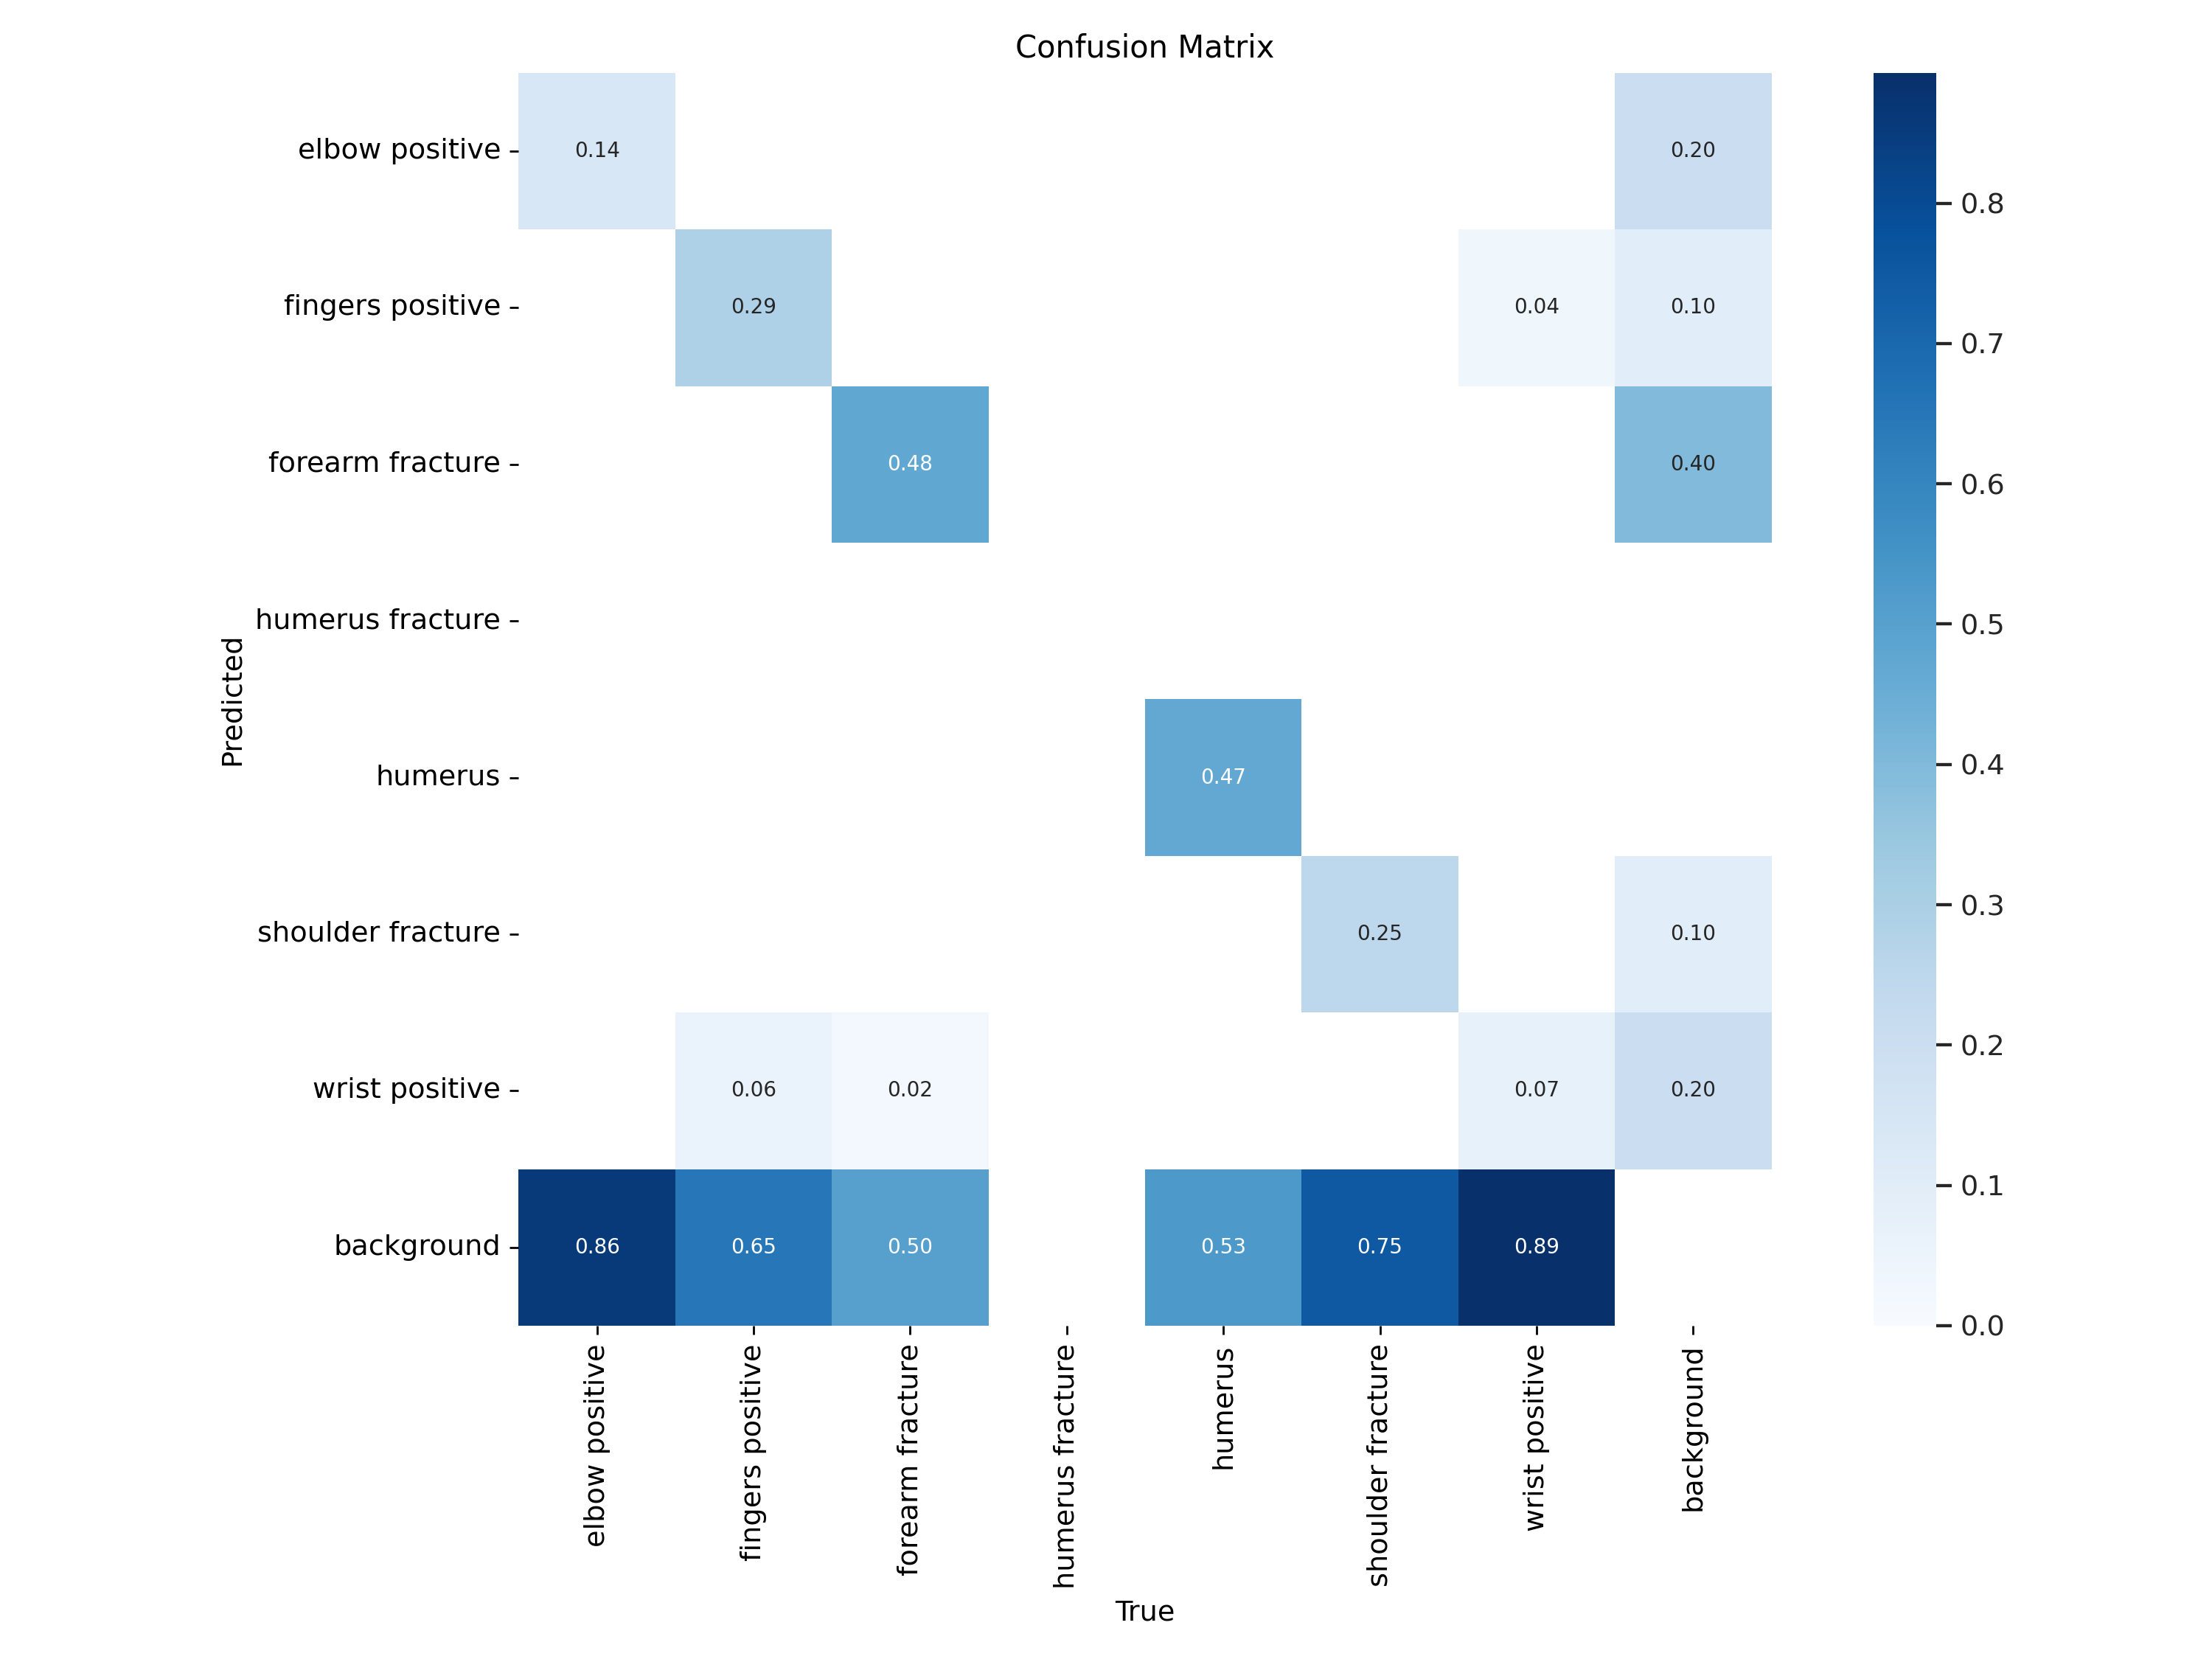 Confusion Matrix
elbow positive 0.14 0.20
0.8
fingers positive 0.29 0.04 0.10
0.7
forearm fracture 0.48 0.40
0.6
humerus fracture
0.5
Predicted
humerus 0.47
0.4
0.3
shoulder fracture 0.25 0.10
0.2
wrist positive 0.06 0.02 0.07 0.20
0.1
background 0.86 0.65 0.50 0.53 0.75 0.89
0.0
elbow positive
fingers positive
forearm fracture
humerus fracture
humerus
shoulder fracture
wrist positive
background
True